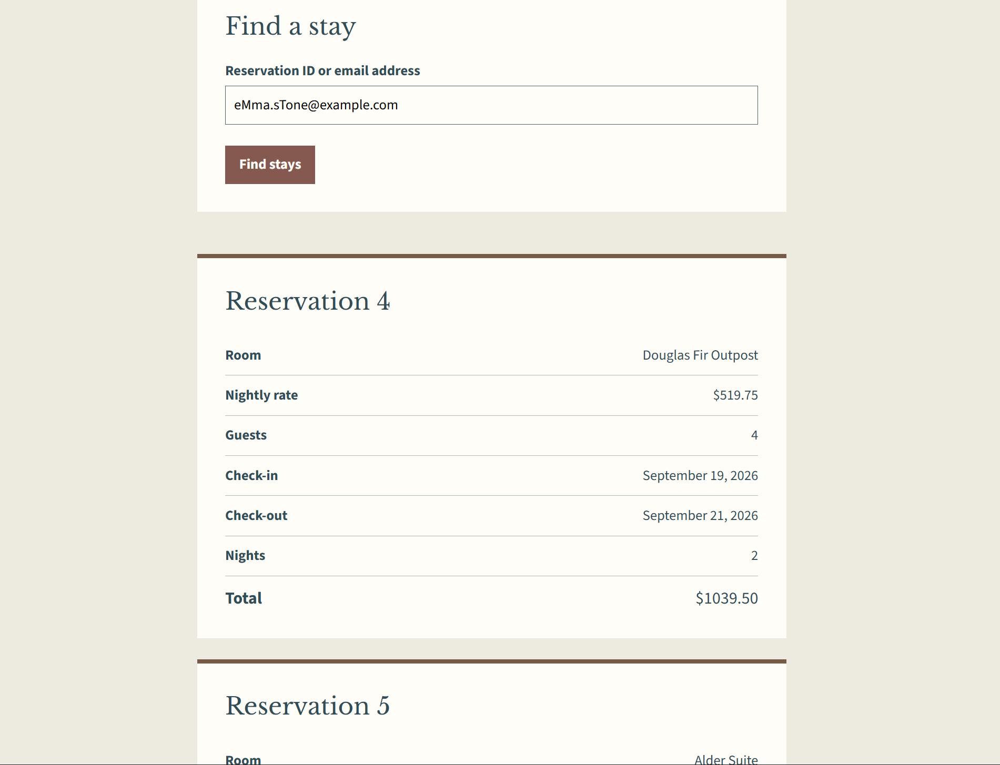 Find a stay
Reservation ID or email address
eMma.sTone@example.com
Find stays
Reservation 4
Room Douglas Fir Outpost
Nightly rate $519.75
Guests 4
Check-in September 19, 2026
Check-out September 21, 2026
Nights 2
Total $1039.50
Reservation 5
Room Alder Suite